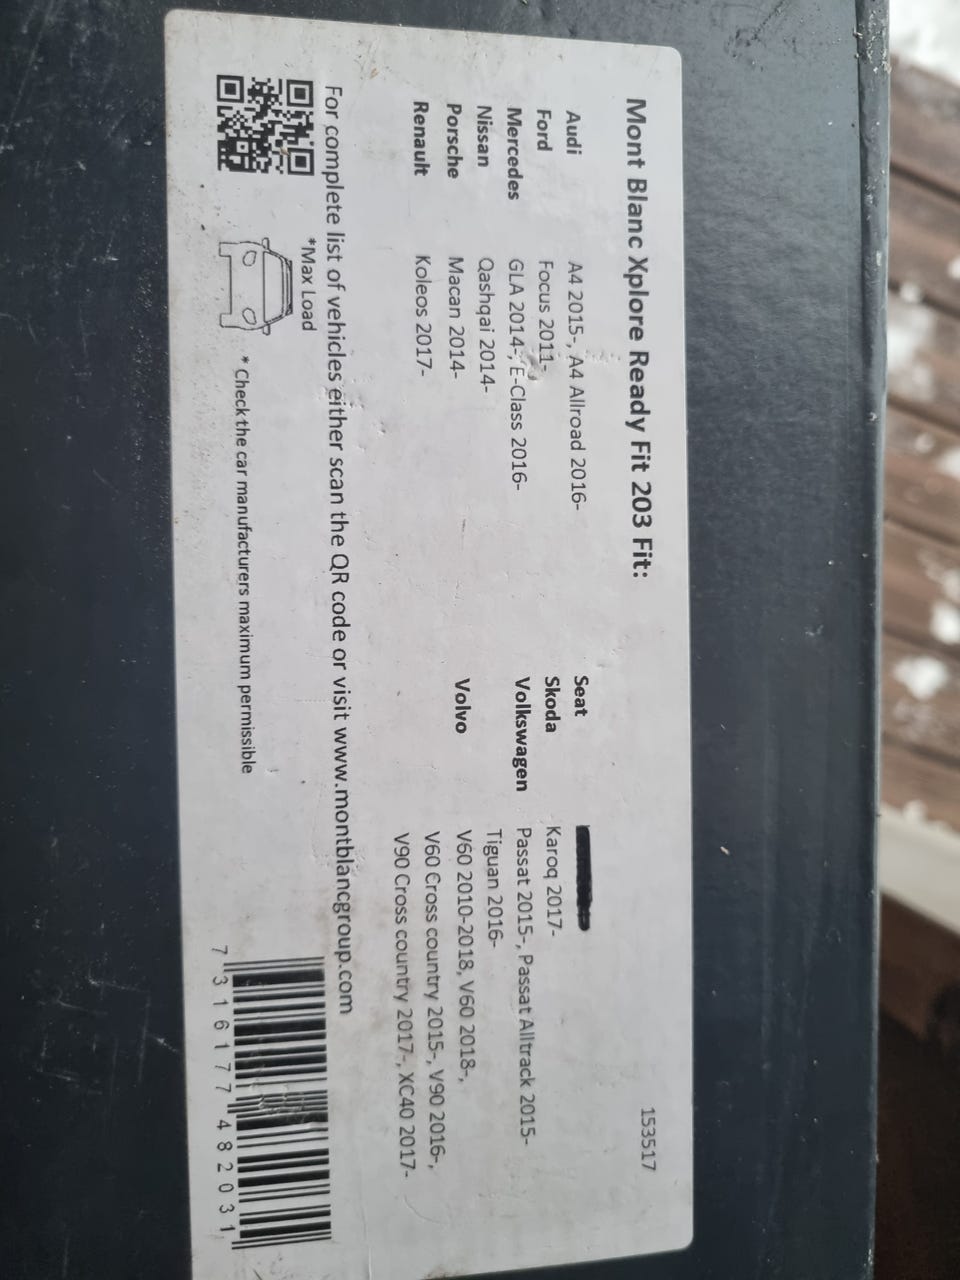 Mont Blanc Xplore Ready Fit 203 Fit:
153517
Audi A4 2015-, A4 Allroad 2016-
Ford Focus 2011-
Mercedes GLA 2014-, E-Class 2016-
Nissan Qashqai 2014-
Porsche Macan 2014-
Renault Koleos 2017-
Seat
Skoda Karoq 2017-
Volkswagen Passat 2015-, Passat Alltrack 2015-
Tiguan 2016-
Volvo V60 2010-2018, V60 2018-,
V60 Cross country 2015-, V90 2016-,
V90 Cross country 2017-, XC40 2017-
For complete list of vehicles either scan the QR code or visit www.montblancgroup.com
*Max Load
* Check the car manufacturers maximum permissible
7 316177 482031